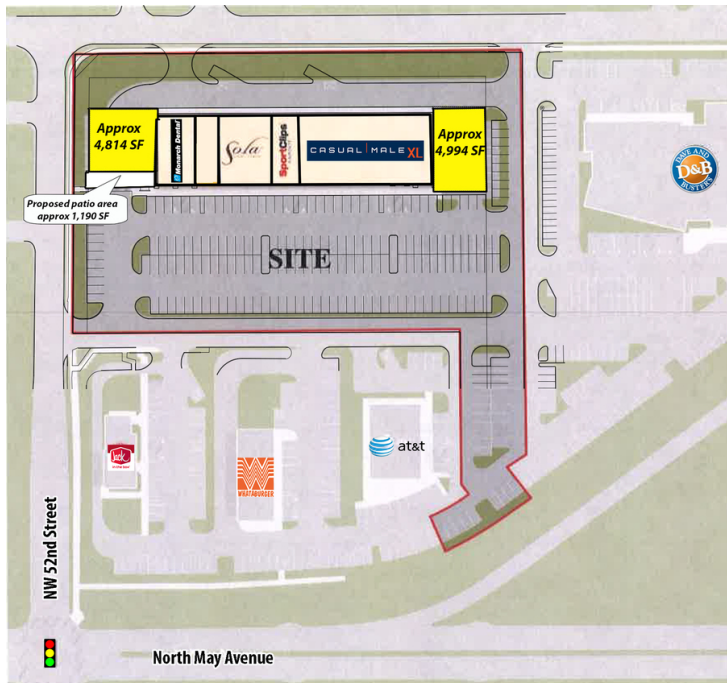 Approx
4,814 SF
Monarch Dental
Sola
SportClips
CASUAL MALE XL
Approx
4,994 SF
Proposed patio area
approx 1,190 SF
SITE
DAVE AND
D&B
BUSTERS
Jack
at&t
WHATABURGER
NW 52nd Street
North May Avenue